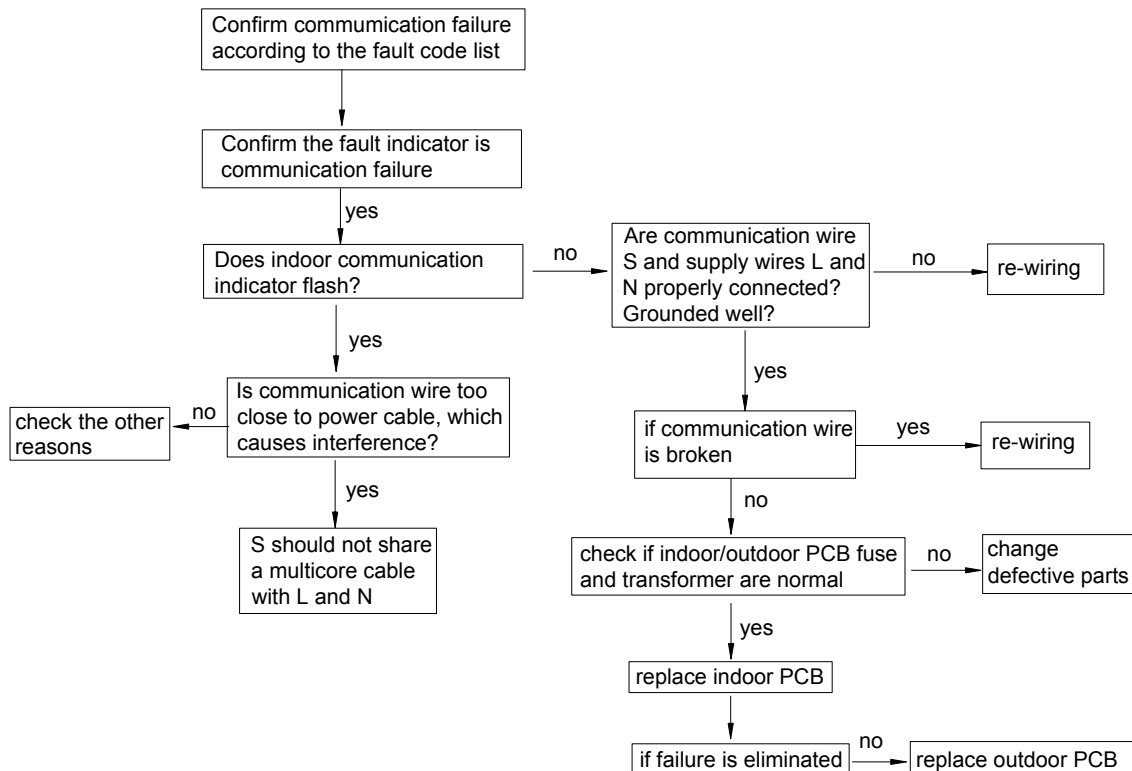 Confirm commumication failure
according to the fault code list
Confirm the fault indicator is
communication failure
yes
Does indoor communication
indicator flash?
no
Are communication wire
S and supply wires L and
N properly connected?
Grounded well?
no
re-wiring
yes
Is communication wire too
close to power cable, which
causes interference?
no
check the other
reasons
yes
S should not share
a multicore cable
with L and N
yes
if communication wire
is broken
yes
re-wiring
no
check if indoor/outdoor PCB fuse
and transformer are normal
no
change
defective parts
yes
replace indoor PCB
if failure is eliminated
no
replace outdoor PCB